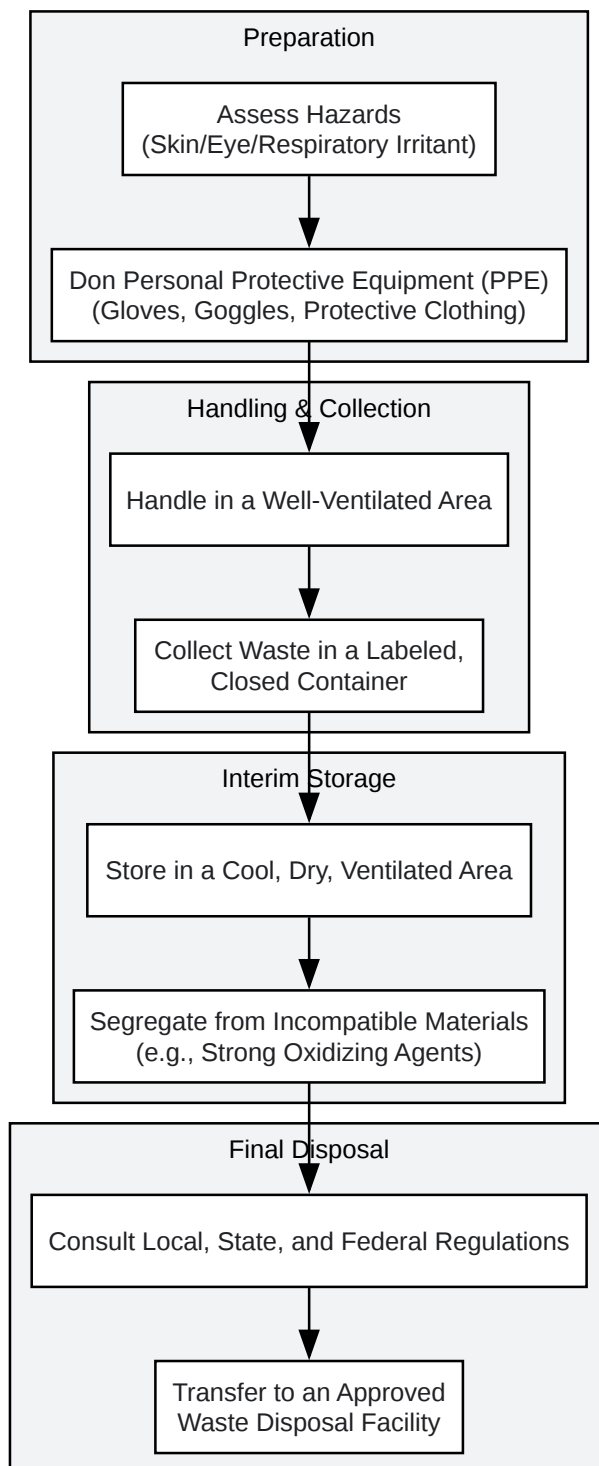 Preparation
Assess Hazards
(Skin/Eye/Respiratory Irritant)
Don Personal Protective Equipment (PPE)
(Gloves, Goggles, Protective Clothing)
Handling & Collection
Handle in a Well-Ventilated Area
Collect Waste in a Labeled,
Closed Container
Interim Storage
Store in a Cool, Dry, Ventilated Area
Segregate from Incompatible Materials
(e.g., Strong Oxidizing Agents)
Final Disposal
Consult Local, State, and Federal Regulations
Transfer to an Approved
Waste Disposal Facility